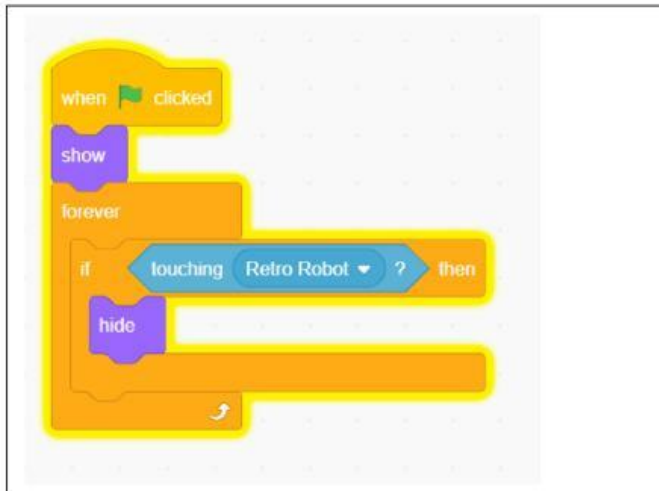 when clicked
show
forever
if touching Retro Robot ? then
hide